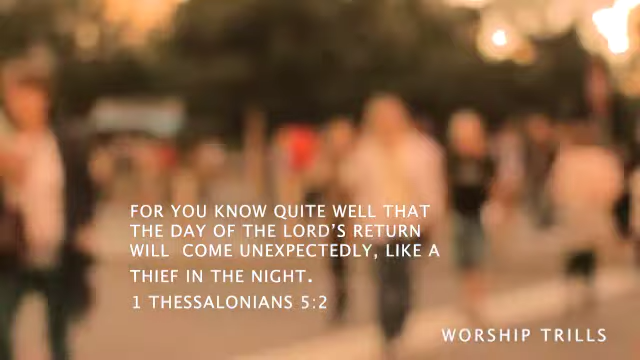 FOR YOU KNOW QUITE WELL THAT
THE DAY OF THE LORD’S RETURN
WILL  COME UNEXPECTEDLY, LIKE A
THIEF IN THE NIGHT.
1 THESSALONIANS 5:2
WORSHIP TRILLS